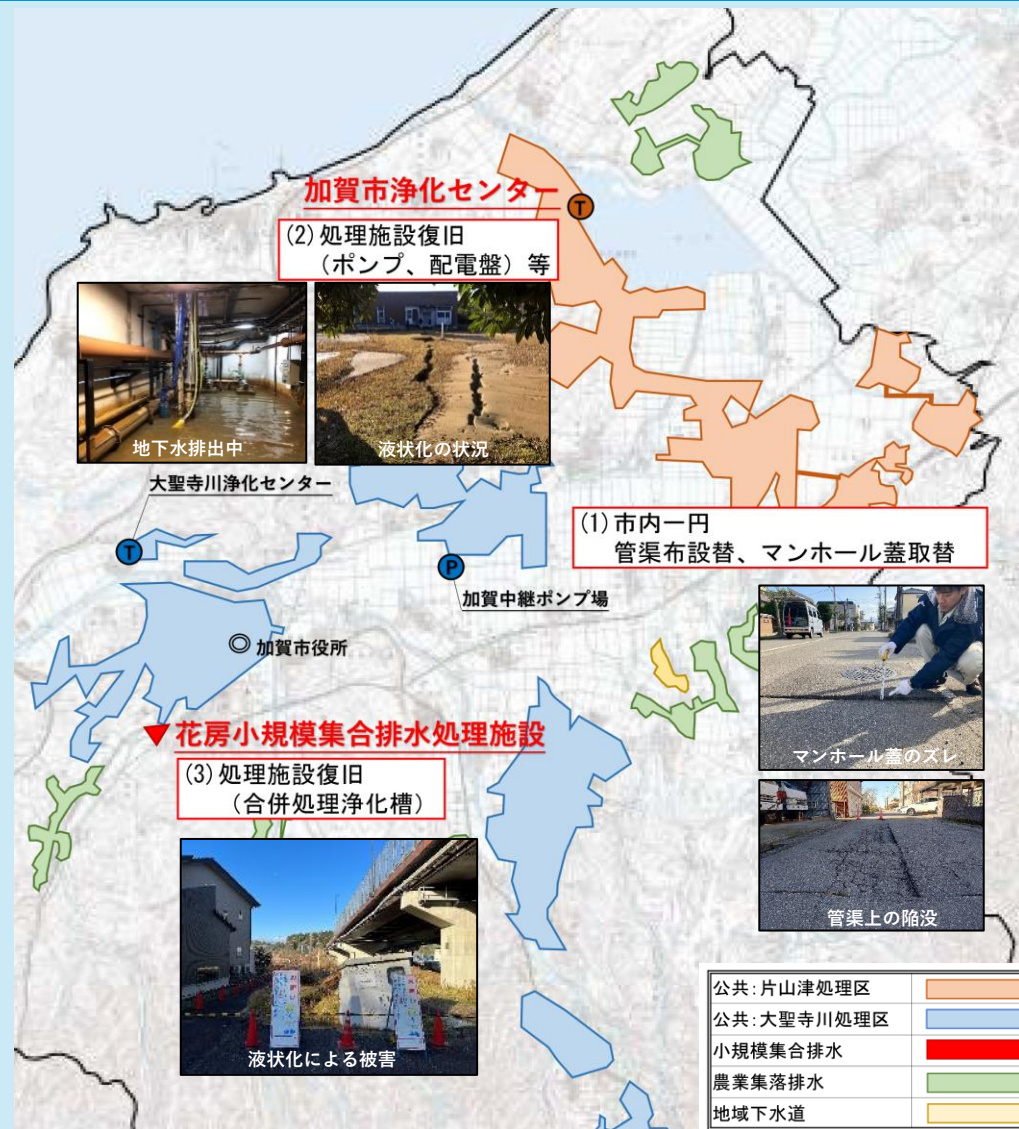 加賀市浄化センター
T
(2)処理施設復旧
（ポンプ、配電盤）等
地下水排出中
液状化の状況
大聖寺川浄化センター
T
P
加賀中継ポンプ場
(1)市内一円
管渠布設替、マンホール蓋取替
加賀市役所
マンホール蓋のズレ
花房小規模集合排水処理施設
(3)処理施設復旧
（合併処理浄化槽）
管渠上の陥没
液状化による被害
公共:片山津処理区
公共:大聖寺川処理区
小規模集合排水
農業集落排水
地域下水道